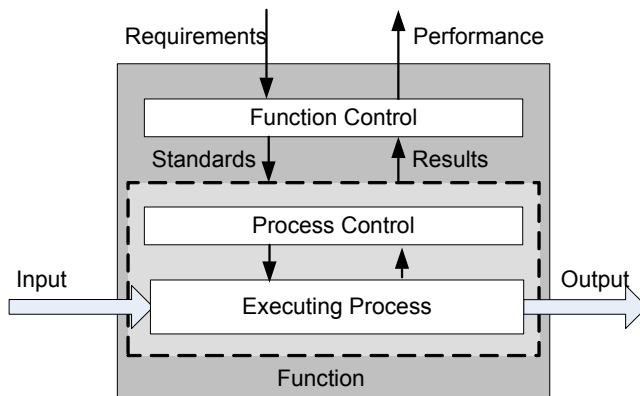 Requirements
Performance
Function Control
Standards
Results
Process Control
Input
Output
Executing Process
Function